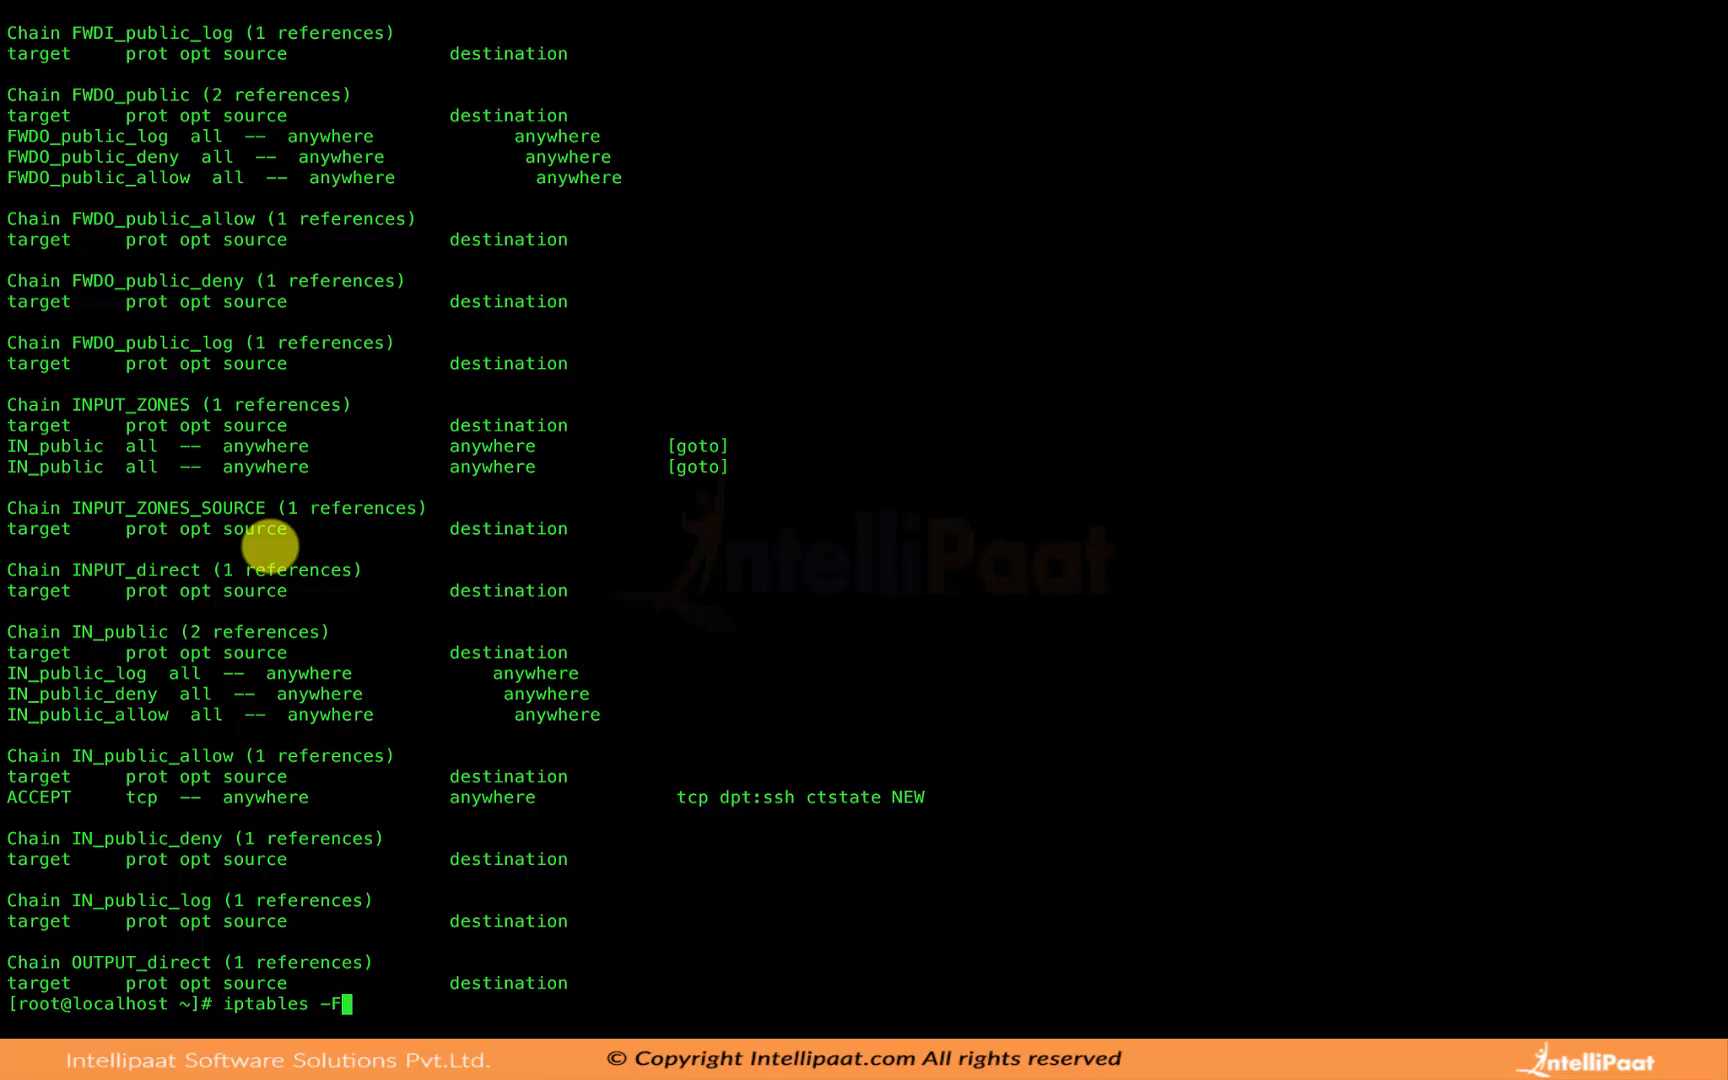 Chain FWDI_public_log (1 references)
target     prot opt source               destination
Chain FWDO_public (2 references)
target     prot opt source               destination
FWDO_public_log  all  --  anywhere             anywhere
FWDO_public_deny  all  --  anywhere             anywhere
FWDO_public_allow  all  --  anywhere             anywhere
Chain FWDO_public_allow (1 references)
target     prot opt source               destination
Chain FWDO_public_deny (1 references)
target     prot opt source               destination
Chain FWDO_public_log (1 references)
target     prot opt source               destination
Chain INPUT_ZONES (1 references)
target     prot opt source               destination
IN_public  all  --  anywhere             anywhere            [goto]
IN_public  all  --  anywhere             anywhere            [goto]
Chain INPUT_ZONES_SOURCE (1 references)
target     prot opt source               destination
Chain INPUT_direct (1 references)
target     prot opt source               destination
Chain IN_public (2 references)
target     prot opt source               destination
IN_public_log  all  --  anywhere             anywhere
IN_public_deny  all  --  anywhere             anywhere
IN_public_allow  all  --  anywhere             anywhere
Chain IN_public_allow (1 references)
target     prot opt source               destination
ACCEPT     tcp  --  anywhere             anywhere             tcp dpt:ssh ctstate NEW
Chain IN_public_deny (1 references)
target     prot opt source               destination
Chain IN_public_log (1 references)
target     prot opt source               destination
Chain OUTPUT_direct (1 references)
target     prot opt source               destination
[root@localhost ~]# iptables -F
IntelliPaat
Intellipaat Software Solutions Pvt.Ltd.
© Copyright Intellipaat.com All rights reserved
IntelliPaat